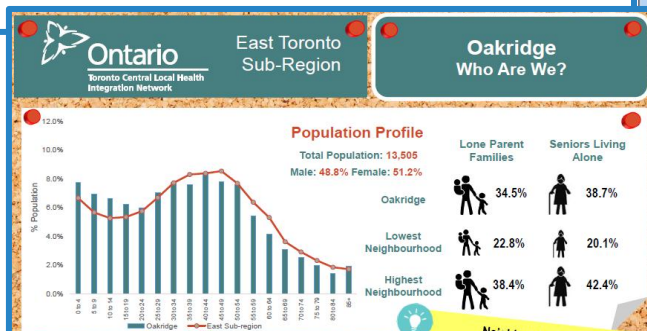 Ontario
Toronto Central Local Health
Integration Network
East Toronto
Sub-Region
Oakridge
Who Are We?
Population Profile
Total Population: 13,505
Male: 48.8% Female: 51.2%
Lone Parent
Families
Seniors Living
Alone
Oakridge
34.5%
38.7%
Lowest
Neighbourhood
22.8%
20.1%
Highest
Neighbourhood
38.4%
42.4%
% Population
12.0%
10.0%
8.0%
6.0%
4.0%
2.0%
0.0%
0 to 4
5 to 9
10 to 14
15 to 19
20 to 24
25 to 29
30 to 34
35 to 39
40 to 44
45 to 49
50 to 54
55 to 59
60 to 64
65 to 69
70 to 74
75 to 79
80 to 84
85+
Oakridge
East Sub-region